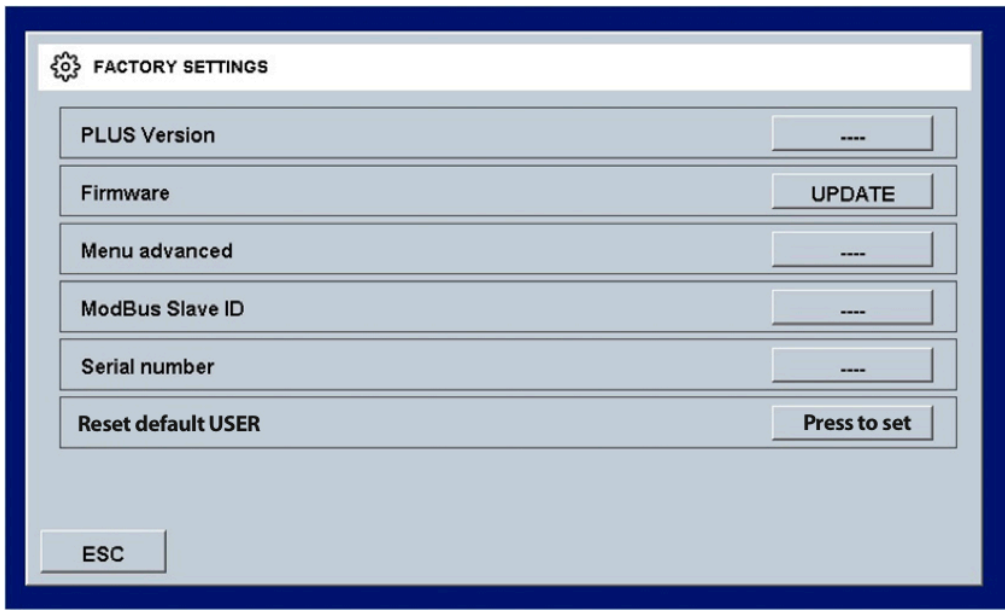 FACTORY SETTINGS
PLUS Version ----
Firmware UPDATE
Menu advanced ----
ModBus Slave ID ----
Serial number ----
Reset default USER Press to set
ESC